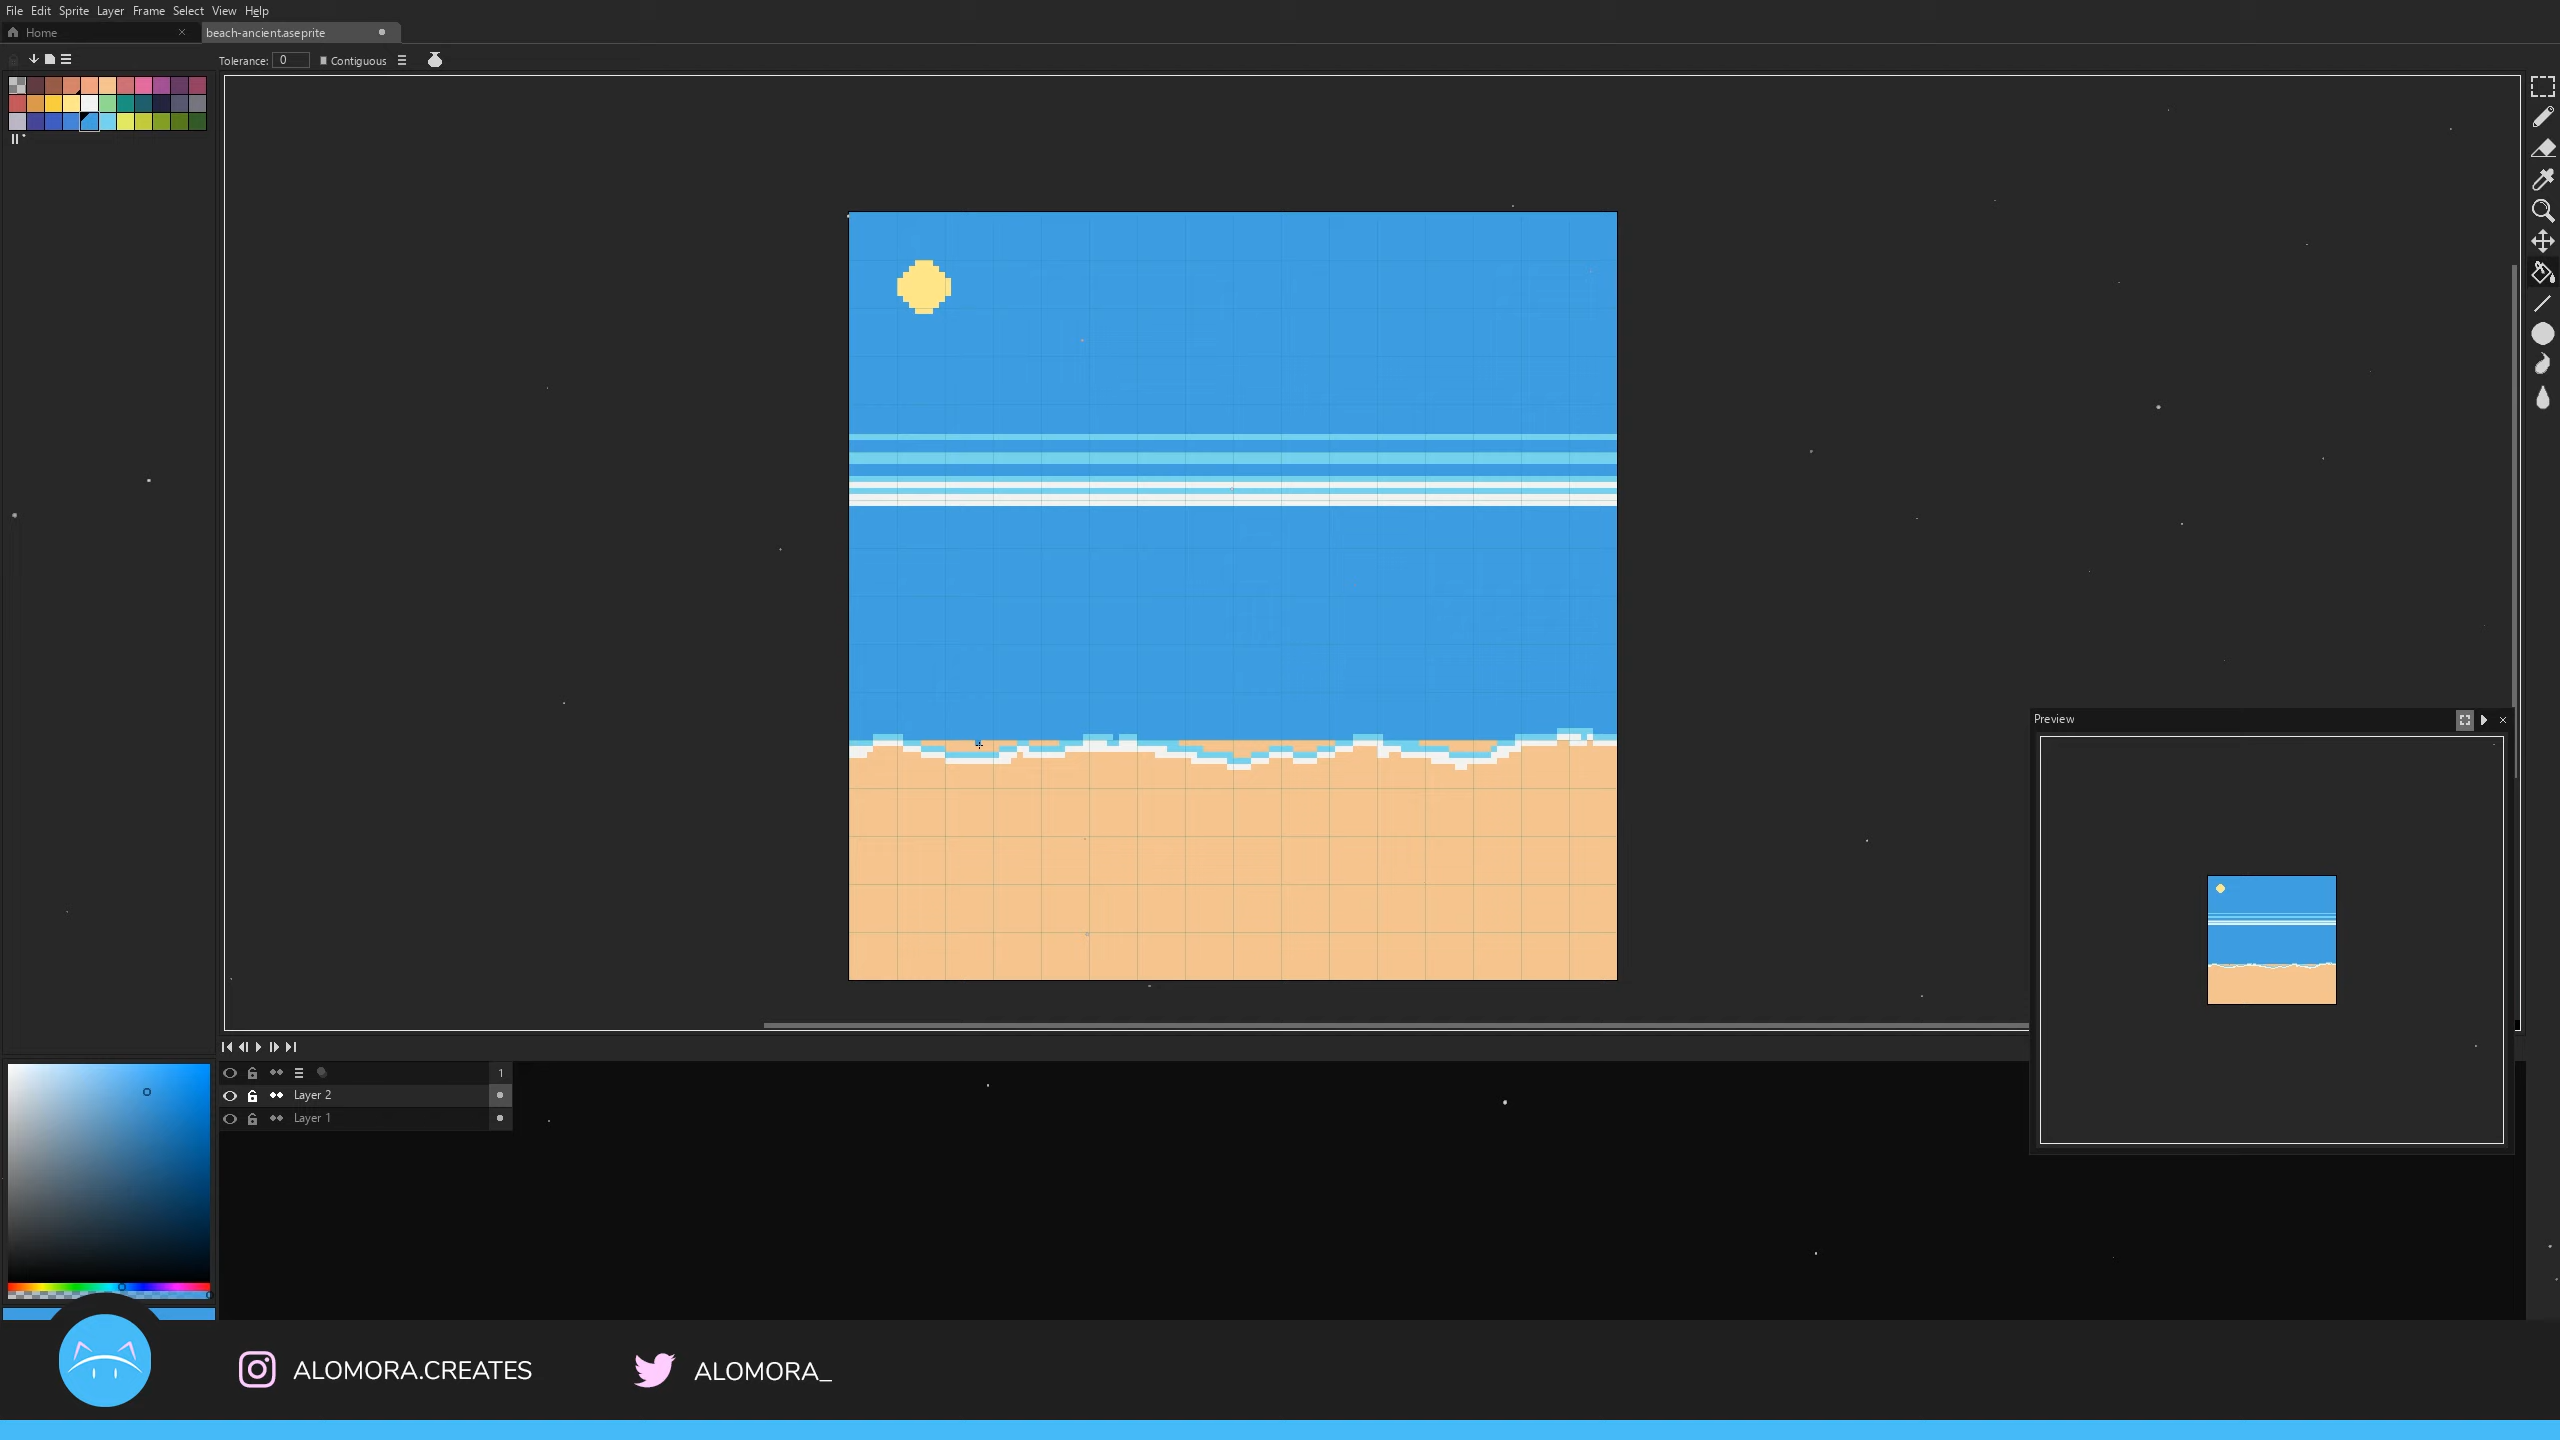 File Edit Sprite Layer Frame Select View Help
Home
beach-ancient.aseprite
Tolerance: 0 Contiguous
Preview
1
Layer 2
Layer 1
ALOMORA.CREATES
ALOMORA_